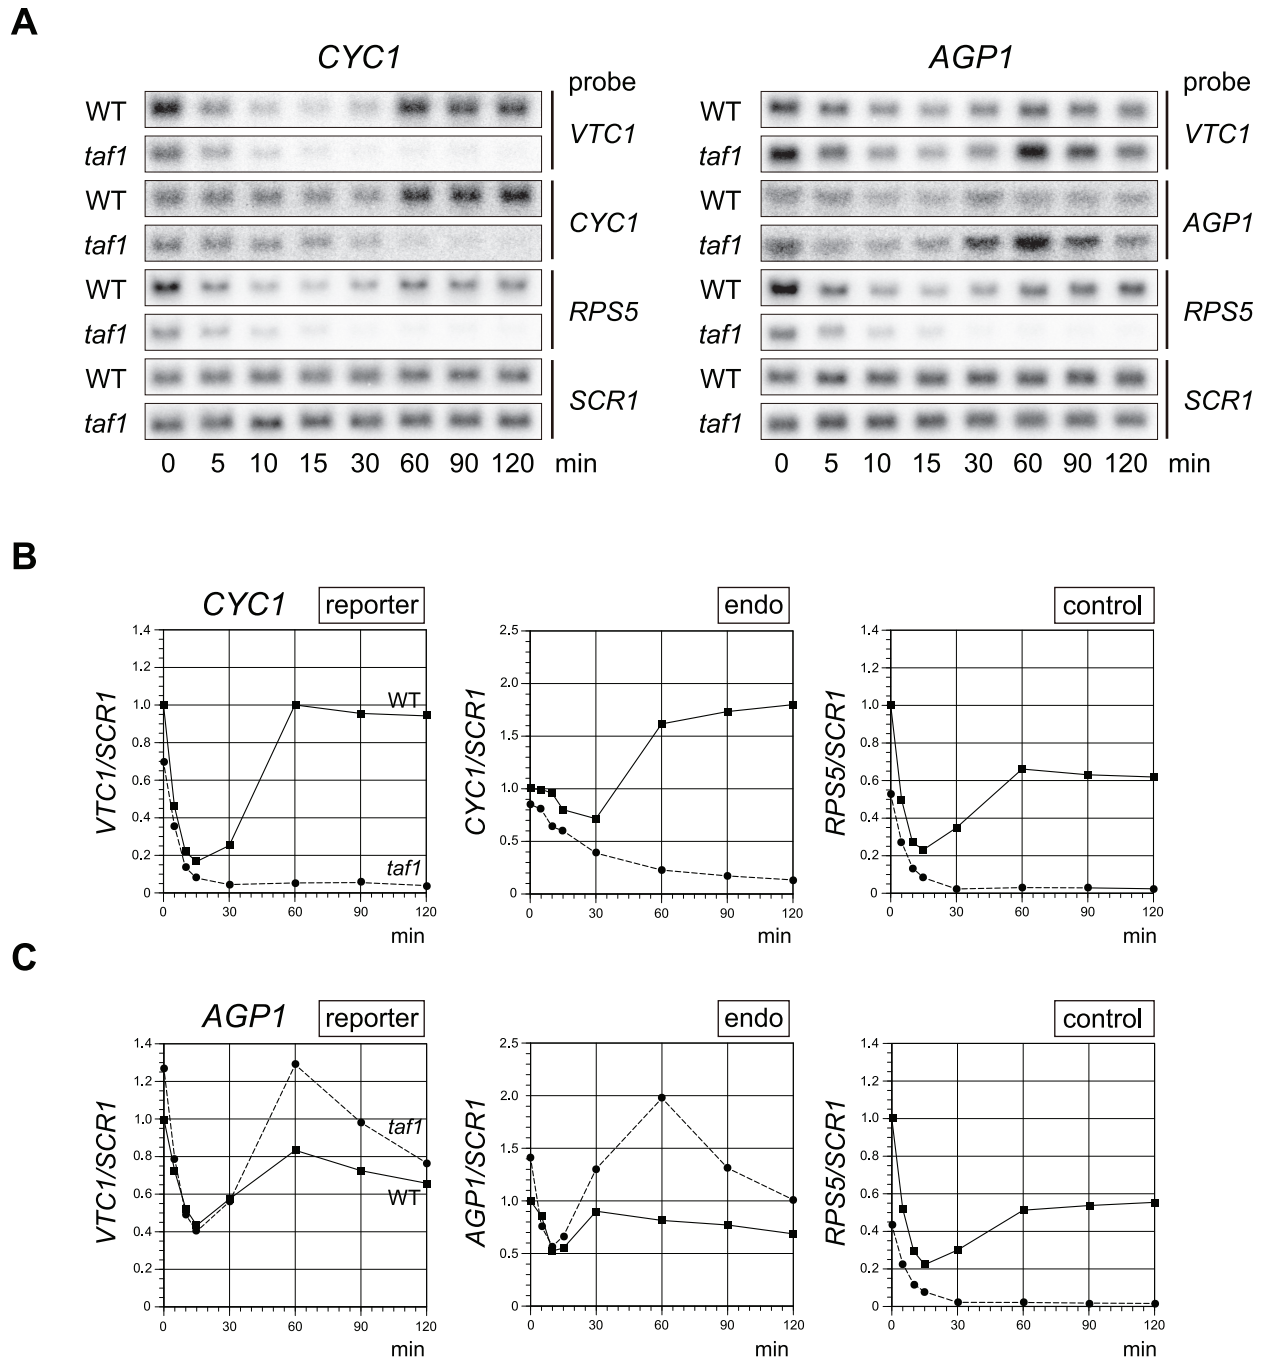 A
CYC1
AGP1
probe
probe
WT
taf1
VTC1
WT
taf1
VTC1
WT
taf1
CYC1
WT
taf1
AGP1
WT
taf1
RPS5
WT
taf1
RPS5
WT
taf1
SCR1
WT
taf1
SCR1
0 5 10 15 30 60 90 120 min
0 5 10 15 30 60 90 120 min
B
CYC1 reporter
VTC1/SCR1
1.4
1.2
1.0
0.8
0.6
0.4
0.2
0
WT
taf1
0 30 60 90 120
min
endo
CYC1/SCR1
2.5
2.0
1.5
1.0
0.5
0
0 30 60 90 120
min
control
RPS5/SCR1
1.4
1.2
1.0
0.8
0.6
0.4
0.2
0
0 30 60 90 120
min
C
AGP1 reporter
VTC1/SCR1
1.4
1.2
1.0
0.8
0.6
0.4
0.2
0
taf1
WT
0 30 60 90 120
min
endo
AGP1/SCR1
2.5
2.0
1.5
1.0
0.5
0
0 30 60 90 120
min
control
RPS5/SCR1
1.4
1.2
1.0
0.8
0.6
0.4
0.2
0
0 30 60 90 120
min